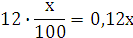 12 · x/100 = 0,12x